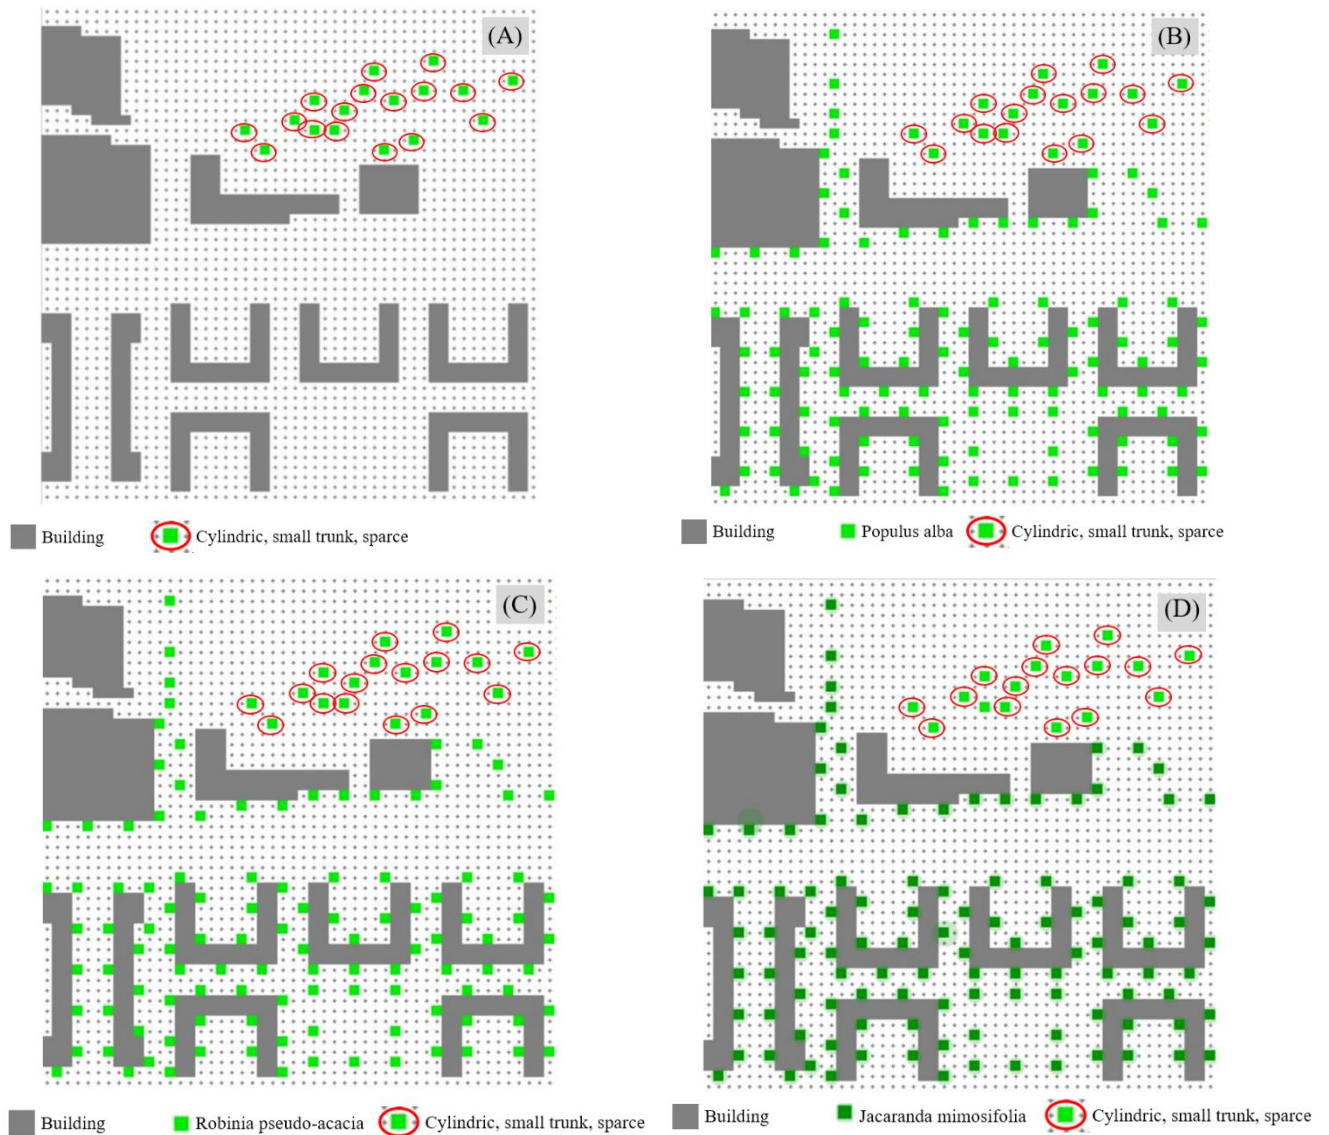 (A)
(B)
Building
Cylindric, small trunk, sparce
Building
Populus alba
Cylindric, small trunk, sparce
(C)
(D)
Building
Robinia pseudo-acacia
Cylindric, small trunk, sparce
Building
Jacaranda mimosifolia
Cylindric, small trunk, sparce